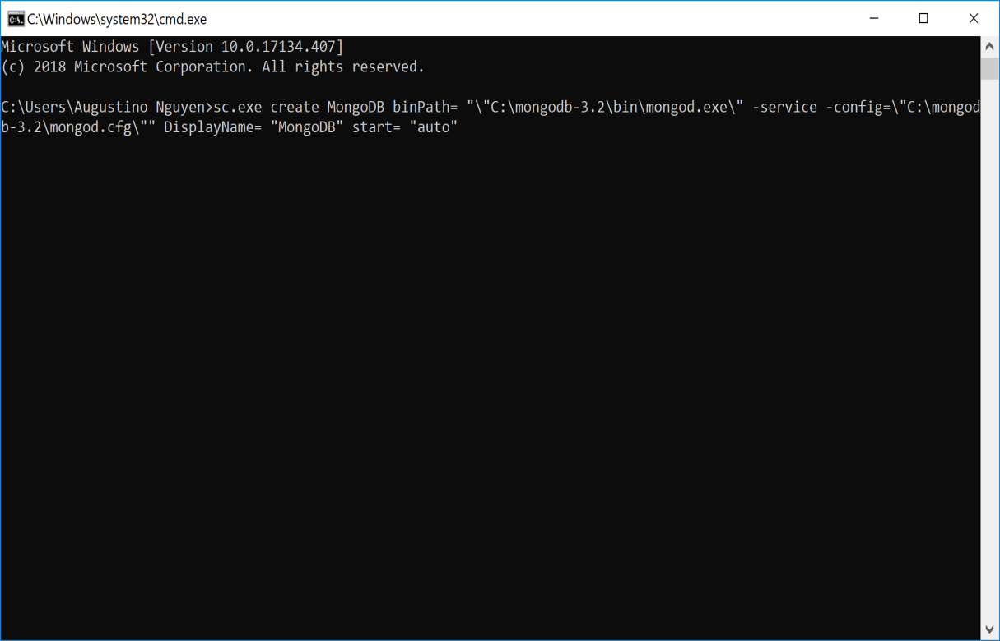 C:\Windows\system32\cmd.exe
Microsoft Windows [Version 10.0.17134.407]
(c) 2018 Microsoft Corporation. All rights reserved.
C:\Users\Augustino Nguyen>sc.exe create MongoDB binPath= "\"C:\mongodb-3.2\bin\mongod.exe\" -service -config=\"C:\mongod
b-3.2\mongod.cfg\"" DisplayName= "MongoDB" start= "auto"